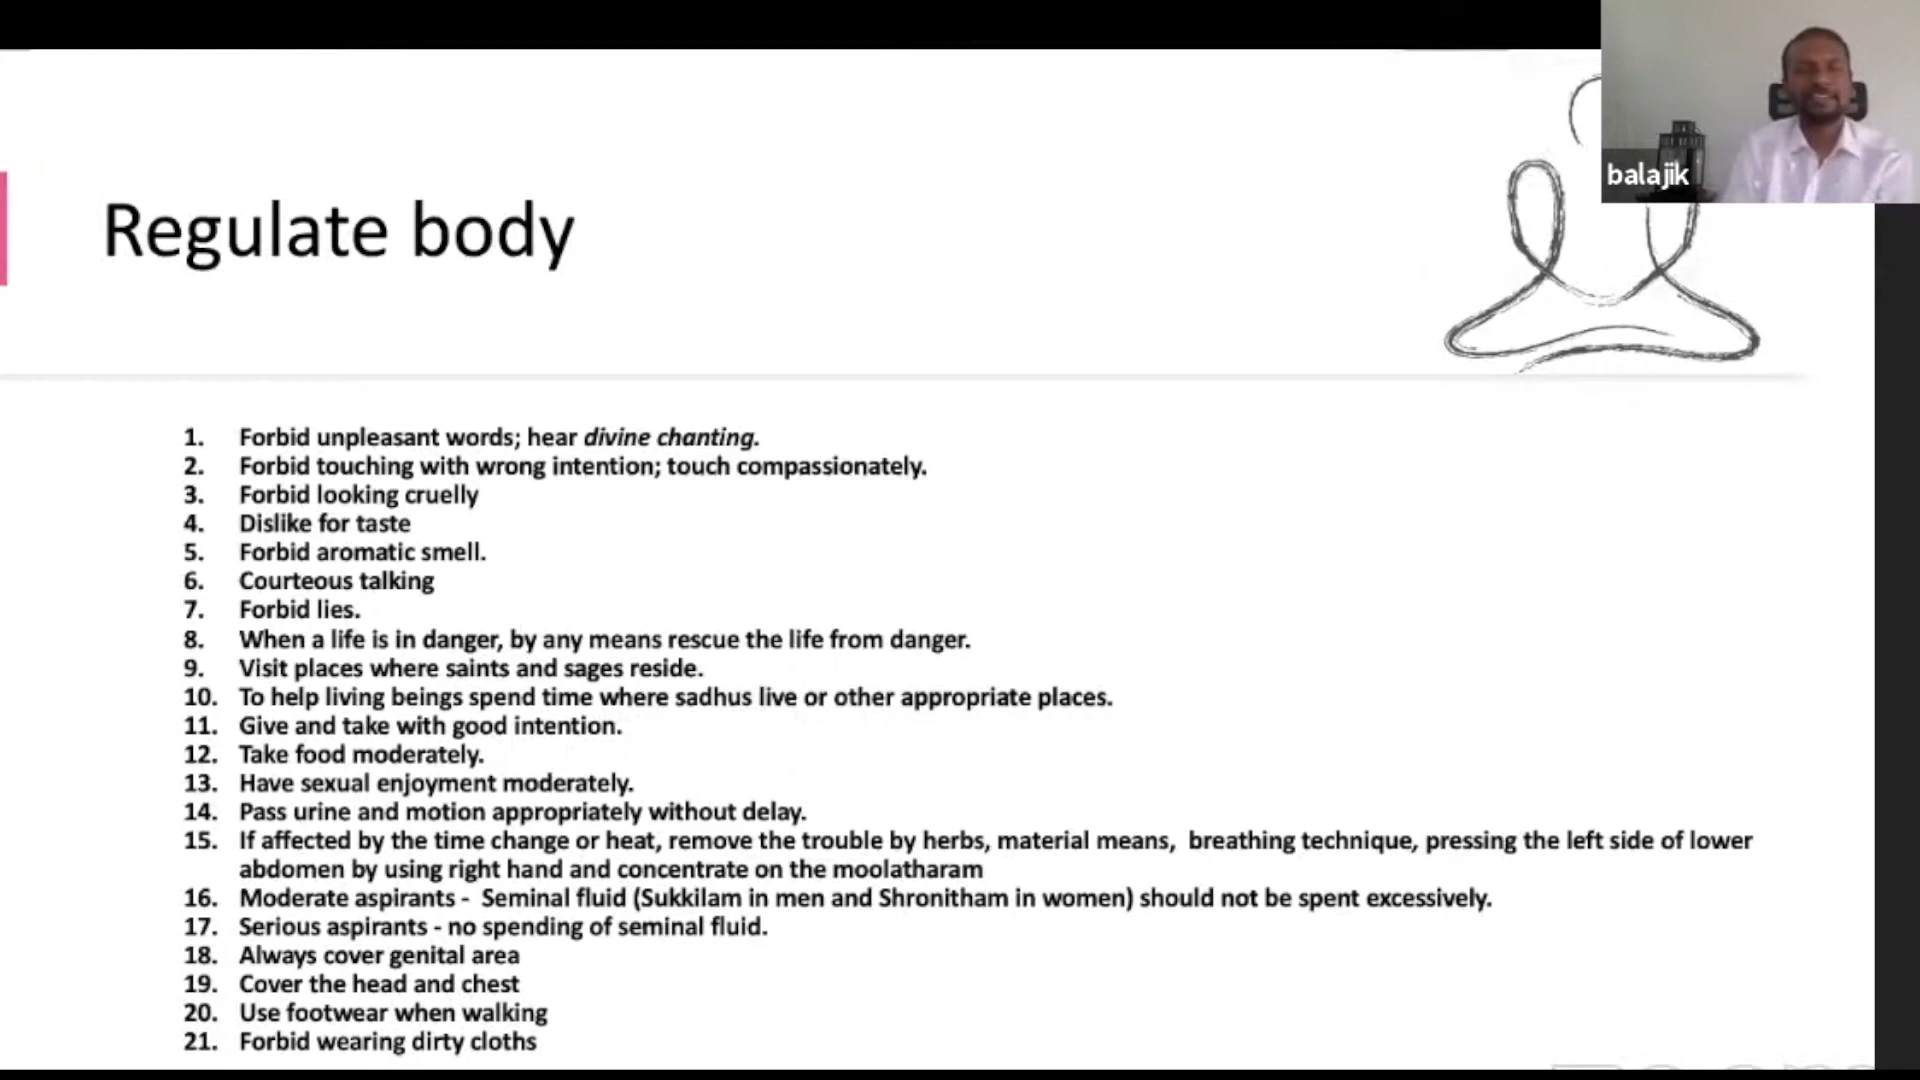 balajik
Regulate body
1. Forbid unpleasant words; hear divine chanting.
2. Forbid touching with wrong intention; touch compassionately.
3. Forbid looking cruelly
4. Dislike for taste
5. Forbid aromatic smell.
6. Courteous talking
7. Forbid lies.
8. When a life is in danger, by any means rescue the life from danger.
9. Visit places where saints and sages reside.
10. To help living beings spend time where sadhus live or other appropriate places.
11. Give and take with good intention.
12. Take food moderately.
13. Have sexual enjoyment moderately.
14. Pass urine and motion appropriately without delay.
15. If affected by the time change or heat, remove the trouble by herbs, material means, breathing technique, pressing the left side of lower
abdomen by using right hand and concentrate on the moolatharam
16. Moderate aspirants - Seminal fluid (Sukkilam in men and Shronitham in women) should not be spent excessively.
17. Serious aspirants - no spending of seminal fluid.
18. Always cover genital area
19. Cover the head and chest
20. Use footwear when walking
21. Forbid wearing dirty cloths